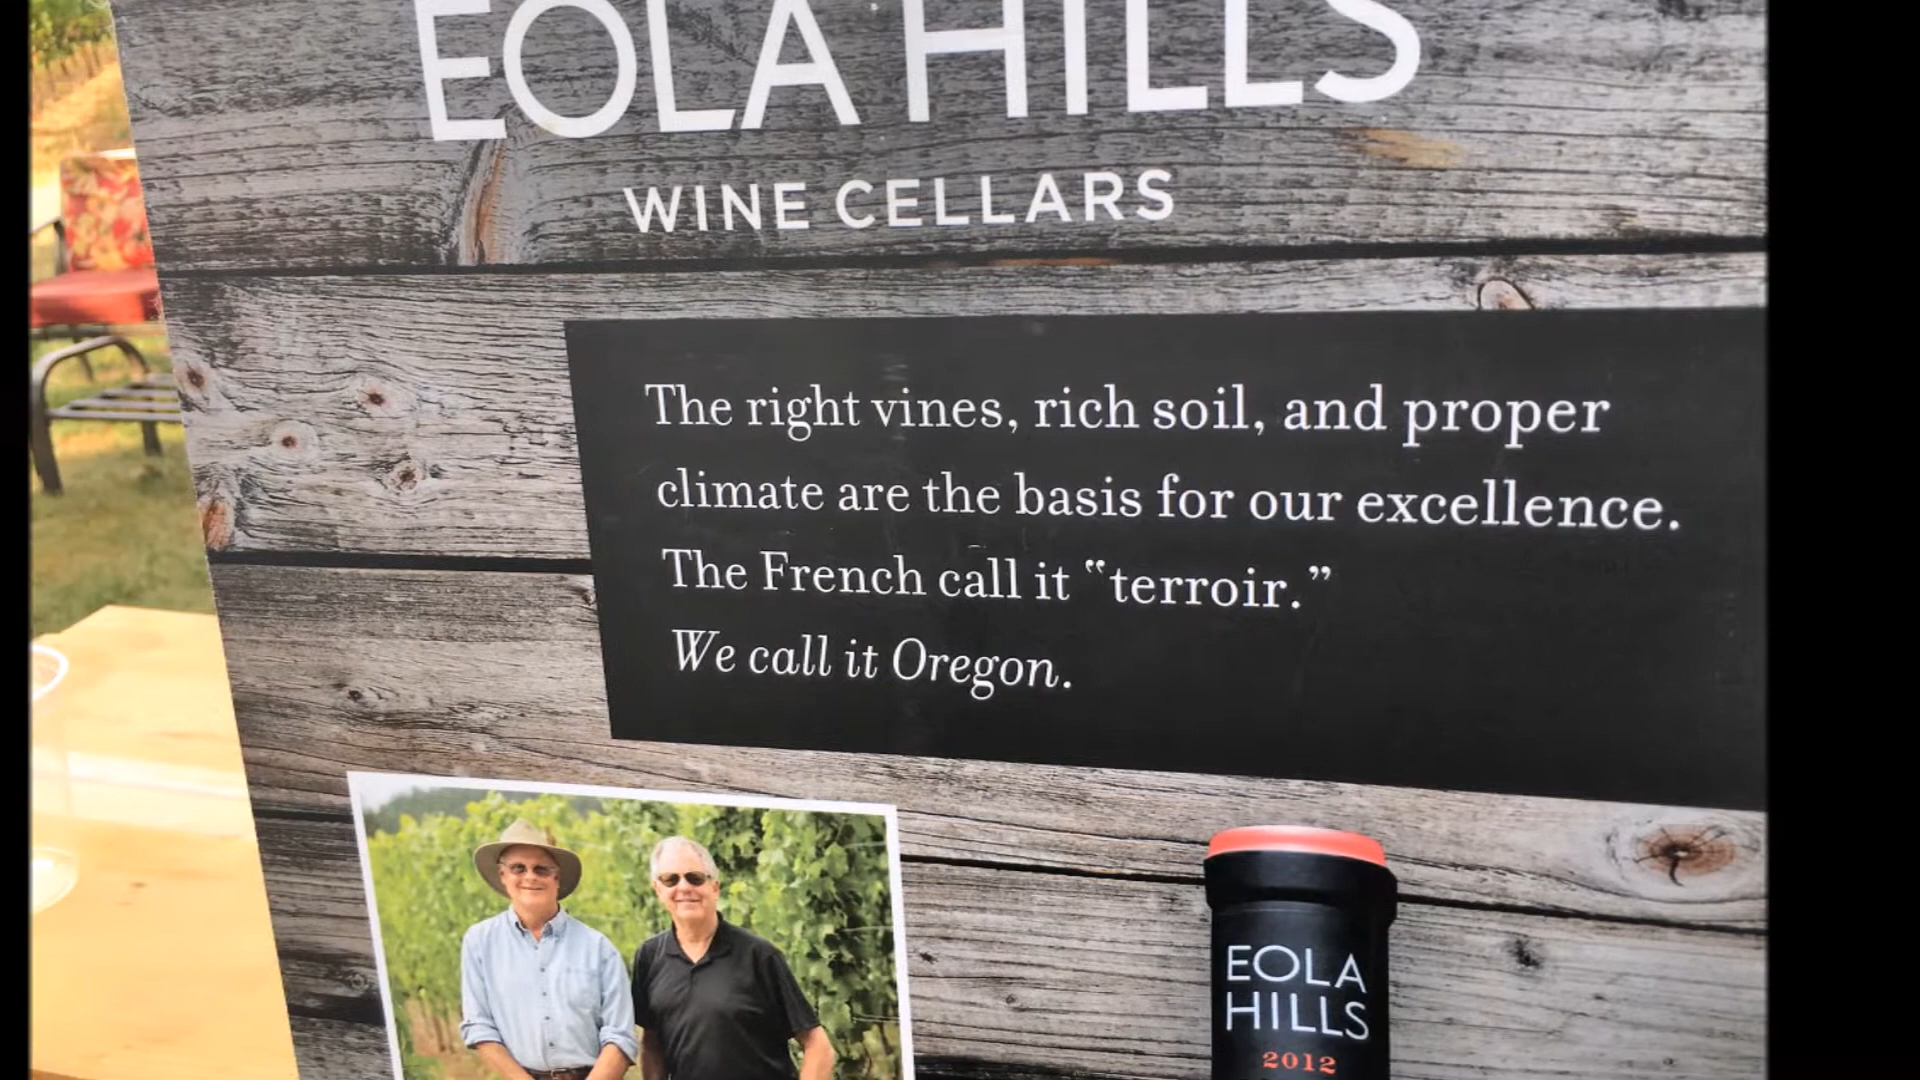 EOLA HILLS
WINE CELLARS
The right vines, rich soil, and proper
climate are the basis for our excellence.
The French call it “terroir.”
We call it Oregon.
EOLA
HILLS
2012